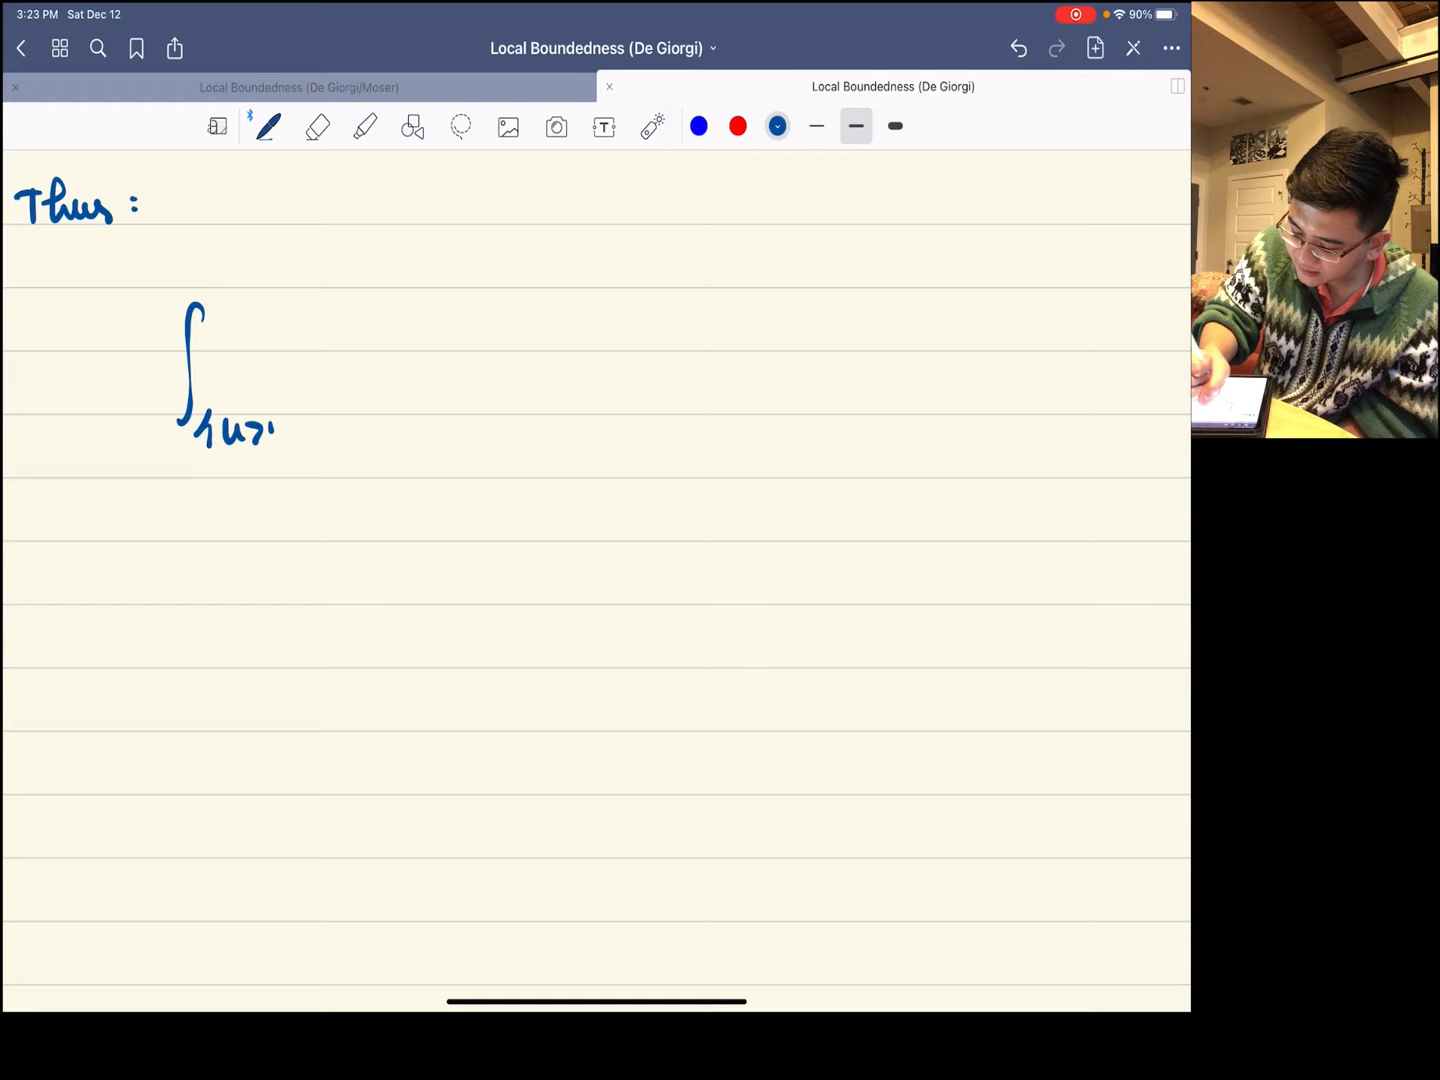 3:23 PM Sat Dec 12
90%
Local Boundedness (De Giorgi)
Local Boundedness (De Giorgi/Moser)
Local Boundedness (De Giorgi)
T
Thus :
∫
{u>